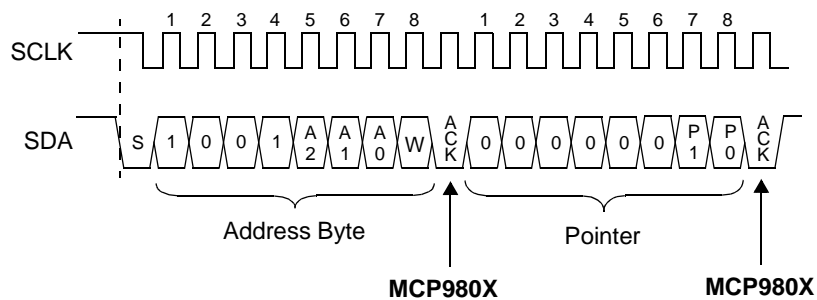 1 2 3 4 5 6 7 8 1 2 3 4 5 6 7 8
SCLK
SDA S 1 0 0 1 A2 A1 A0 W ACK 0 0 0 0 0 0 P1 P0 ACK
Address Byte Pointer
MCP980X MCP980X